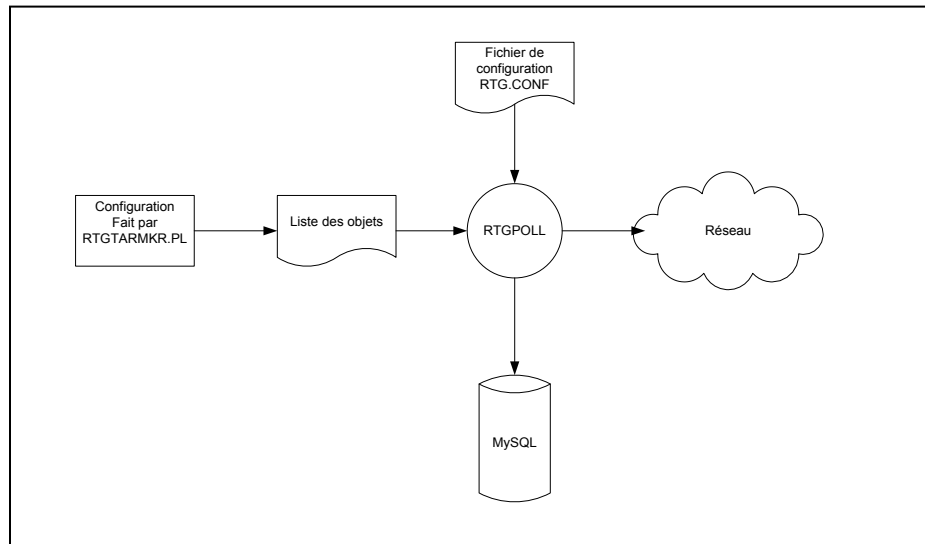 Fichier de
configuration
RTG.CONF
Configuration
Fait par
RTGTARMKR.PL
Liste des objets
RTGPOLL
Réseau
MySQL